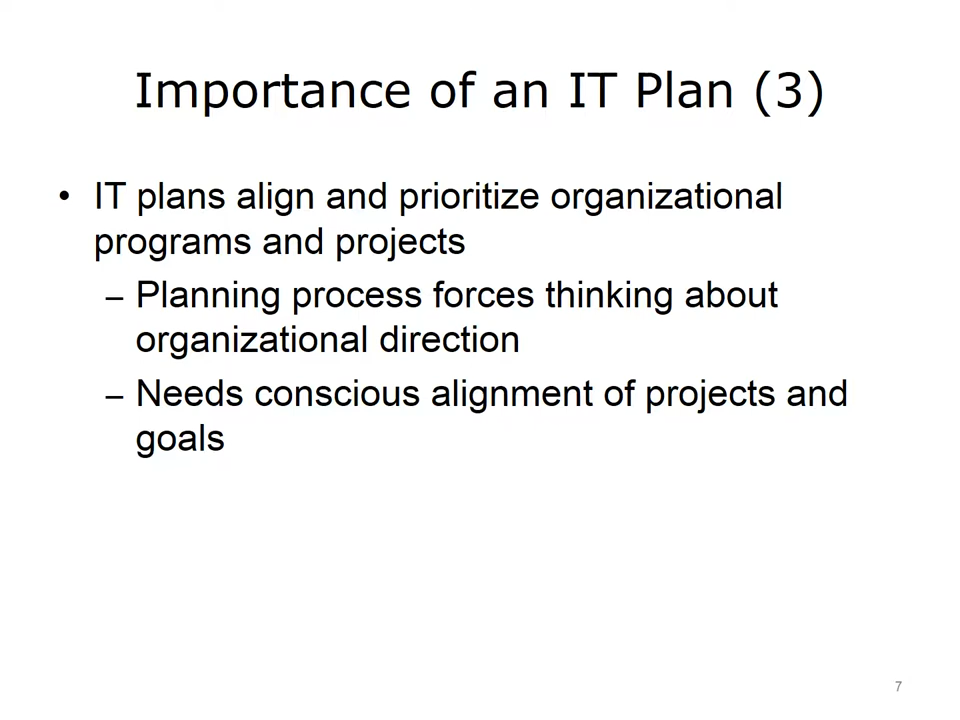 Importance of an IT Plan (3)
• IT plans align and prioritize organizational
programs and projects
– Planning process forces thinking about
organizational direction
– Needs conscious alignment of projects and
goals
7